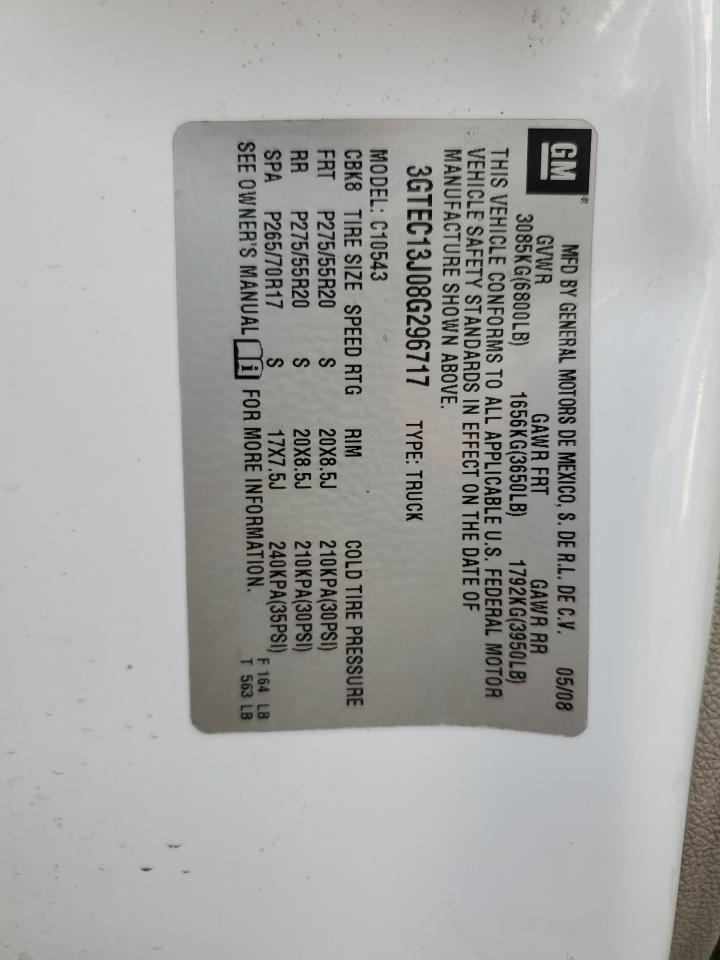 GM®
MFD BY GENERAL MOTORS DE MEXICO, S. DE R.L. DE C.V. 05/08
GVWR GAWR FRT GAWR RR
3085KG(6800LB) 1656KG(3650LB) 1792KG(3950LB)
THIS VEHICLE CONFORMS TO ALL APPLICABLE U.S. FEDERAL MOTOR
VEHICLE SAFETY STANDARDS IN EFFECT ON THE DATE OF
MANUFACTURE SHOWN ABOVE.
3GTEC13J08G296717 TYPE: TRUCK
MODEL: C10543
CBK8 TIRE SIZE SPEED RTG RIM COLD TIRE PRESSURE
FRT P275/55R20 S 20X8.5J 210KPA(30PSI)
RR P275/55R20 S 20X8.5J 210KPA(30PSI)
SPA P265/70R17 S 17X7.5J 240KPA(35PSI)
SEE OWNER'S MANUAL i FOR MORE INFORMATION.
F 164 LB
T 563 LB